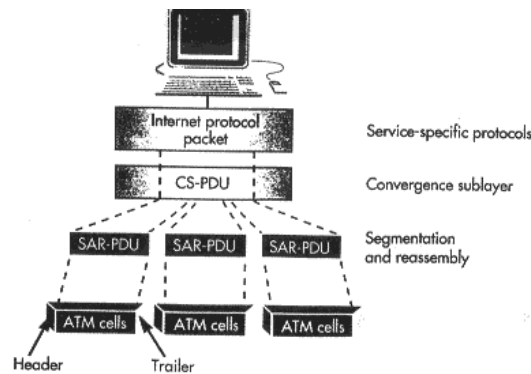 Internet protocol
packet
Service-specific protocols
CS-PDU
Convergence sublayer
SAR-PDU
SAR-PDU
SAR-PDU
Segmentation
and reassembly
ATM cells
ATM cells
ATM cells
Header
Trailer